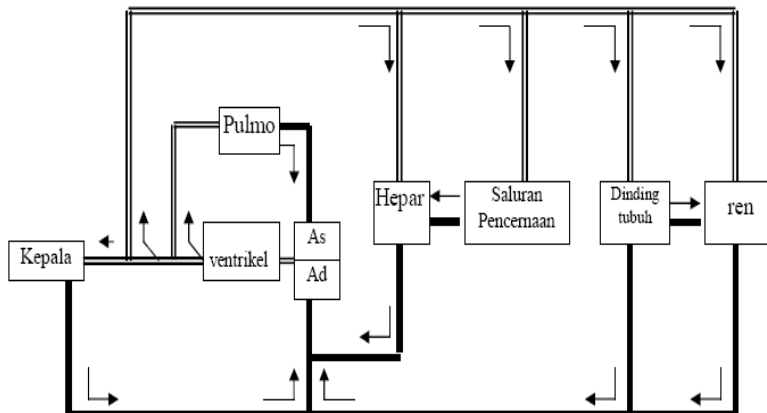 Pulmo
Hepar
Saluran
Pencernaan
Dinding
tubuh
ren
Kepala
ventrikel
As
Ad